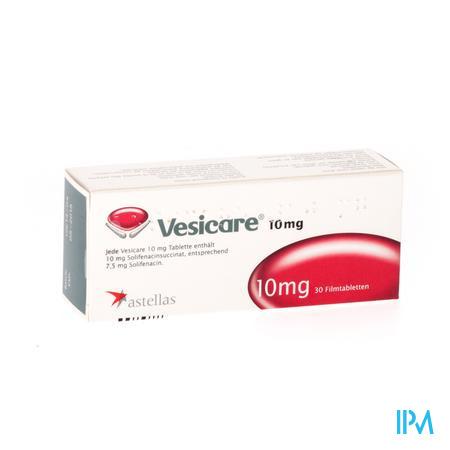 Vesicare® 10mg
Jede Vesicare 10 mg Tablette enthält
10 mg Solifenacinsuccinat, entsprechend
7,5 mg Solifenacin.
10mg 30 Filmtabletten
astellas
IPM